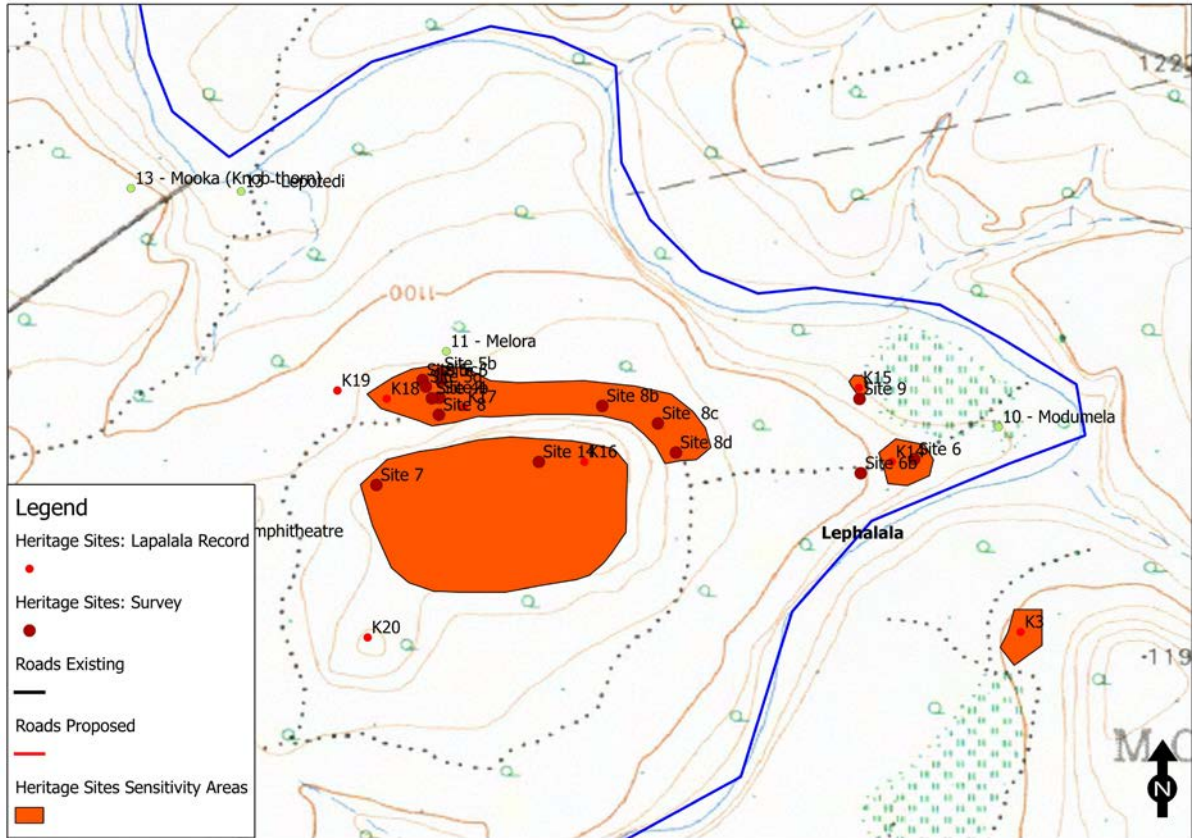 1220
13 - Mooka (Knob-thorn)
13 - Lepotedi
1100
11 - Melora
Site 5b
K19
K18
K17
Site 8
Site 8b
Site 8c
Site 8d
K15
Site 9
10 - Modumela
Site 14
K16
K14
Site 6
Site 6b
Site 7
Lephalala
mphitheatre
K3
K20
119
M
N
Legend
Heritage Sites: Lapalala Record
Heritage Sites: Survey
Roads Existing
Roads Proposed
Heritage Sites Sensitivity Areas